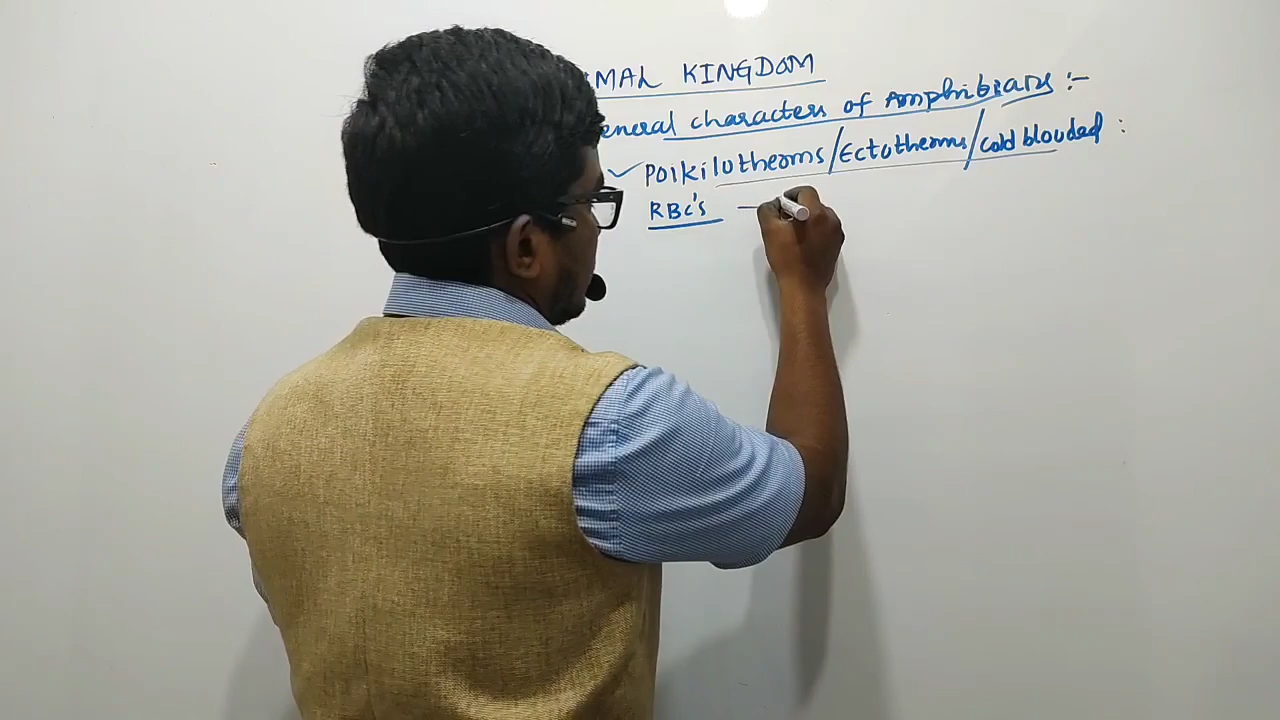 MAL KINGDOM
eneral characters of Amphibians :-
✓ Poikilotherms/Ectotherms/cold blooded :
RBC's —